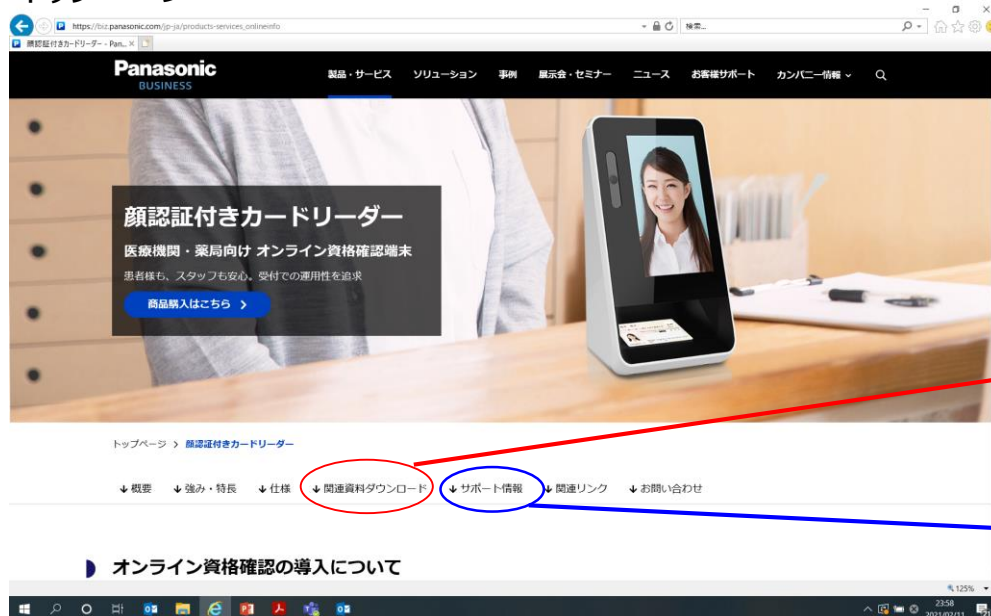 https://biz.panasonic.com/jp-ja/products-services_onlineinfo
検索...
顔認証付きカードリーダー - Pan...
Panasonic
BUSINESS
製品・サービス ソリューション 事例 展示会・セミナー ニュース お客様サポート カンパニー情報
顔認証付きカードリーダー
医療機関・薬局向け オンライン資格確認端末
患者様も、スタッフも安心。受付での運用性を追求
商品購入はこちら >
トップページ > 顔認証付きカードリーダー
↓概要 ↓強み・特長 ↓仕様 ↓関連資料ダウンロード ↓サポート情報 ↓関連リンク ↓お問い合わせ
オンライン資格確認の導入について
125%
23:58
2021/02/11